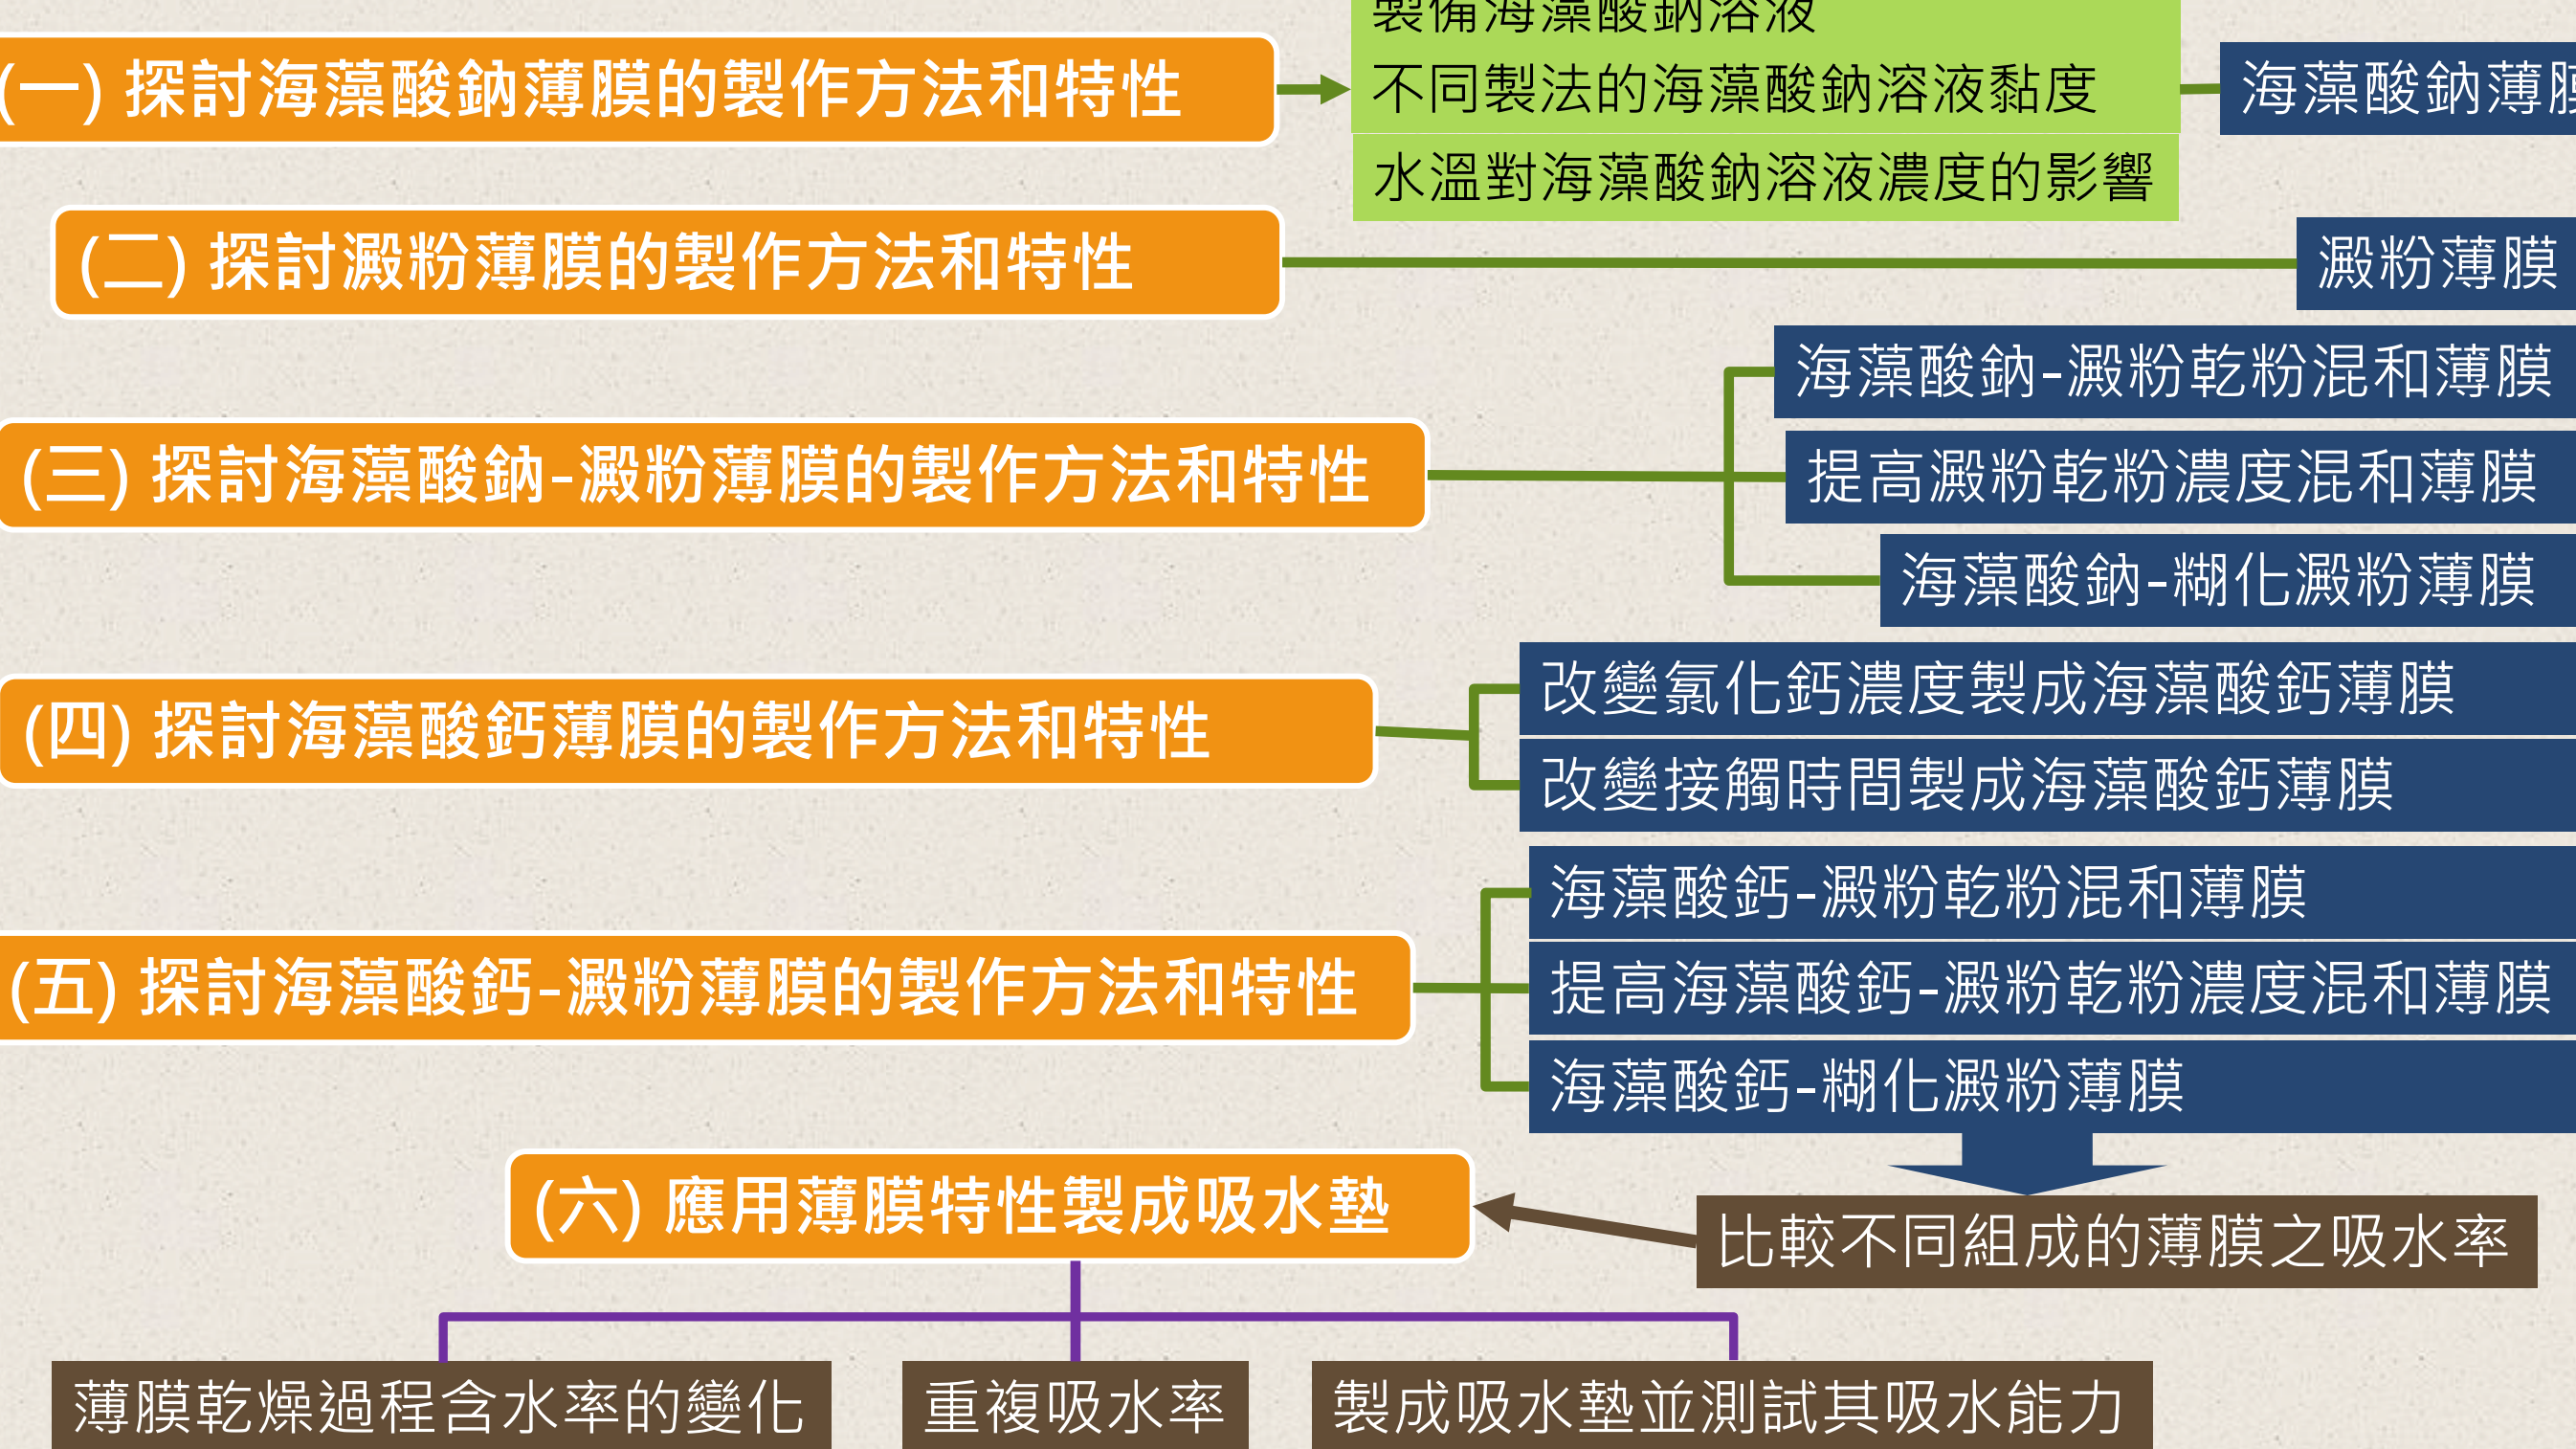 製備海藻酸鈉溶液
(一) 探討海藻酸鈉薄膜的製作方法和特性
不同製法的海藻酸鈉溶液黏度
海藻酸鈉薄膜
水溫對海藻酸鈉溶液濃度的影響
(二) 探討澱粉薄膜的製作方法和特性
澱粉薄膜
海藻酸鈉-澱粉乾粉混和薄膜
(三) 探討海藻酸鈉-澱粉薄膜的製作方法和特性
提高澱粉乾粉濃度混和薄膜
海藻酸鈉-糊化澱粉薄膜
改變氯化鈣濃度製成海藻酸鈣薄膜
(四) 探討海藻酸鈣薄膜的製作方法和特性
改變接觸時間製成海藻酸鈣薄膜
海藻酸鈣-澱粉乾粉混和薄膜
(五) 探討海藻酸鈣-澱粉薄膜的製作方法和特性
提高海藻酸鈣-澱粉乾粉濃度混和薄膜
海藻酸鈣-糊化澱粉薄膜
(六) 應用薄膜特性製成吸水墊
比較不同組成的薄膜之吸水率
薄膜乾燥過程含水率的變化
重複吸水率
製成吸水墊並測試其吸水能力